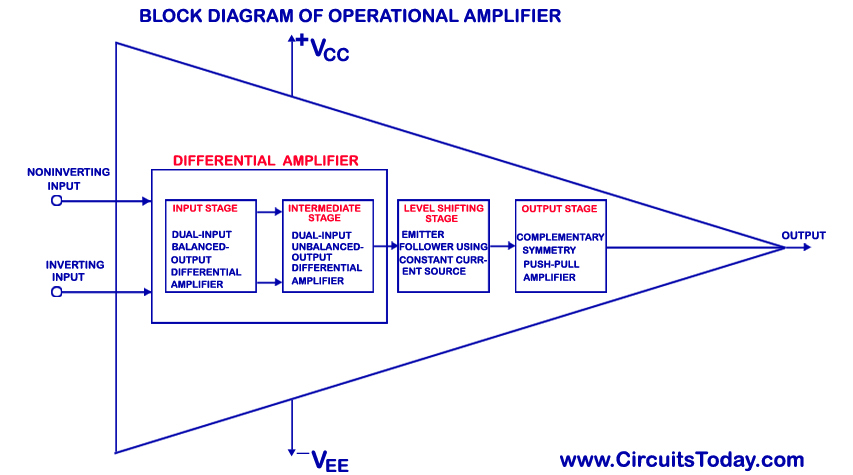 BLOCK DIAGRAM OF OPERATIONAL AMPLIFIER
+VCC
DIFFERENTIAL AMPLIFIER
NONINVERTING
INPUT
INVERTING
INPUT
INPUT STAGE
DUAL-INPUT
BALANCED-
OUTPUT
DIFFERENTIAL
AMPLIFIER
INTERMEDIATE
STAGE
DUAL-INPUT
UNBALANCED-
OUTPUT
DIFFERENTIAL
AMPLIFIER
LEVEL SHIFTING
STAGE
EMITTER
FOLLOWER USING
CONSTANT CURR-
ENT SOURCE
OUTPUT STAGE
COMPLEMENTARY
SYMMETRY
PUSH-PULL
AMPLIFIER
OUTPUT
−VEE
www.CircuitsToday.com